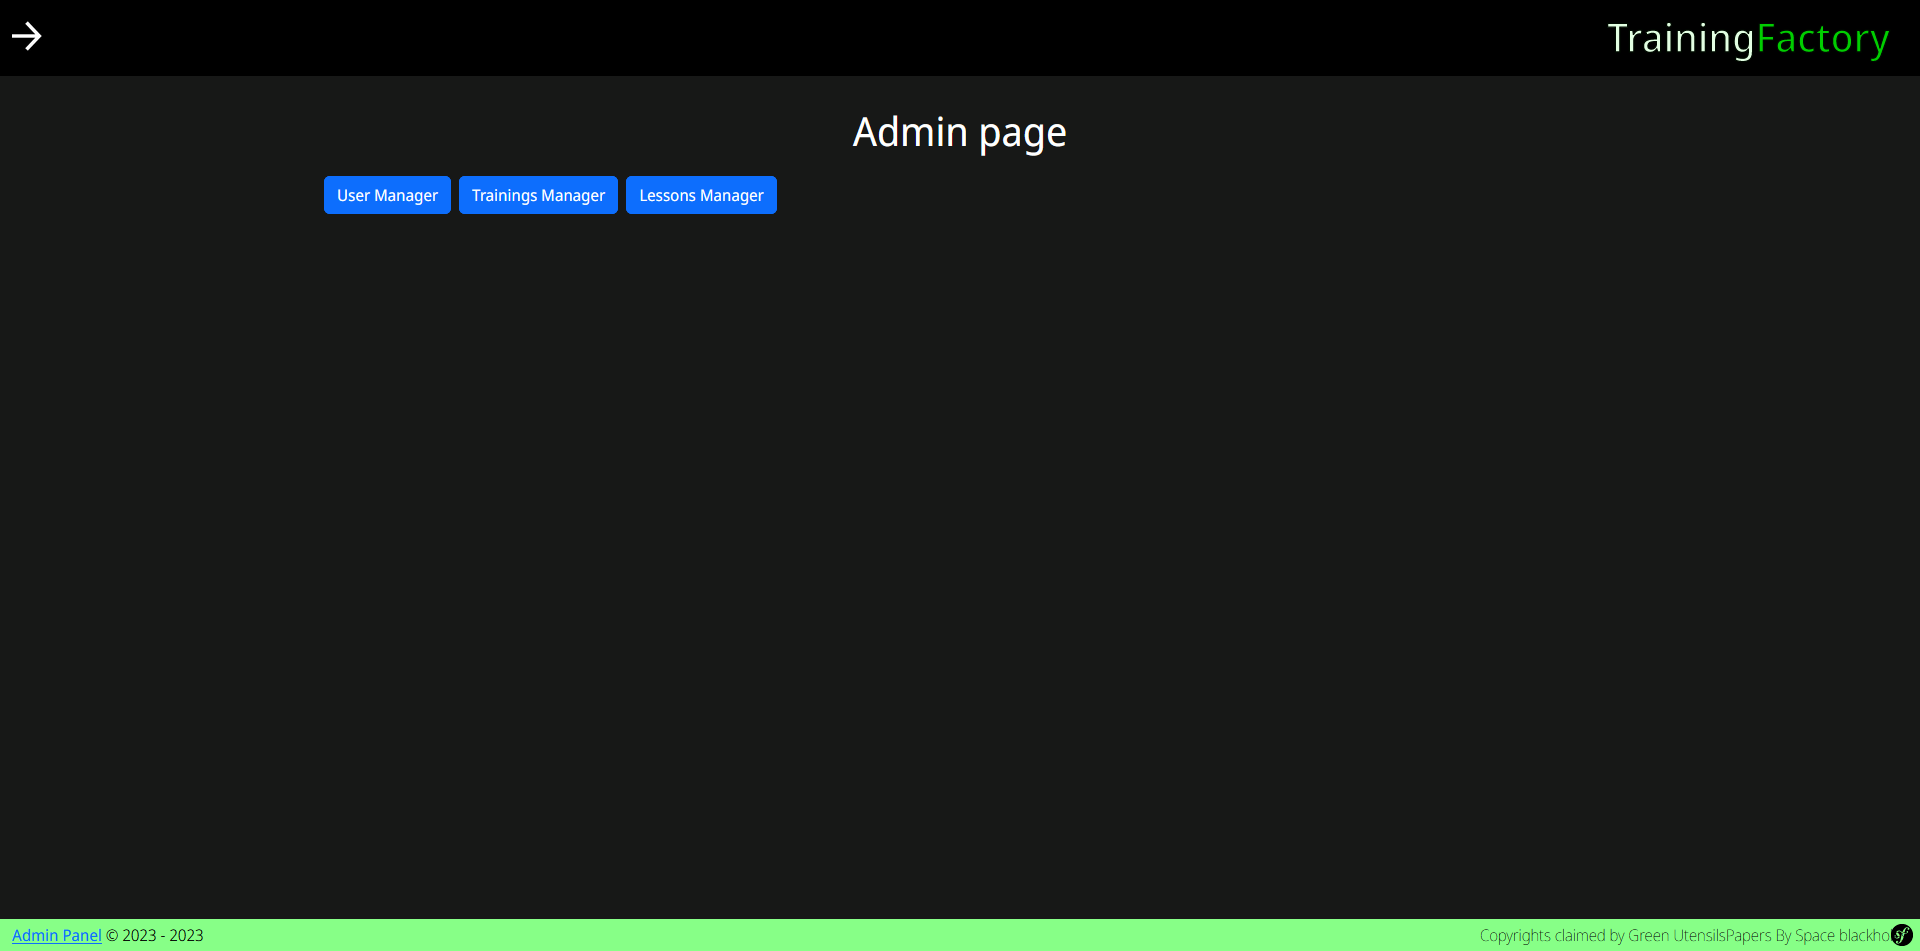 TrainingFactory
Admin page
User Manager Trainings Manager Lessons Manager
Admin Panel © 2023 - 2023
Copyrights claimed by Green UtensilsPapers By Space